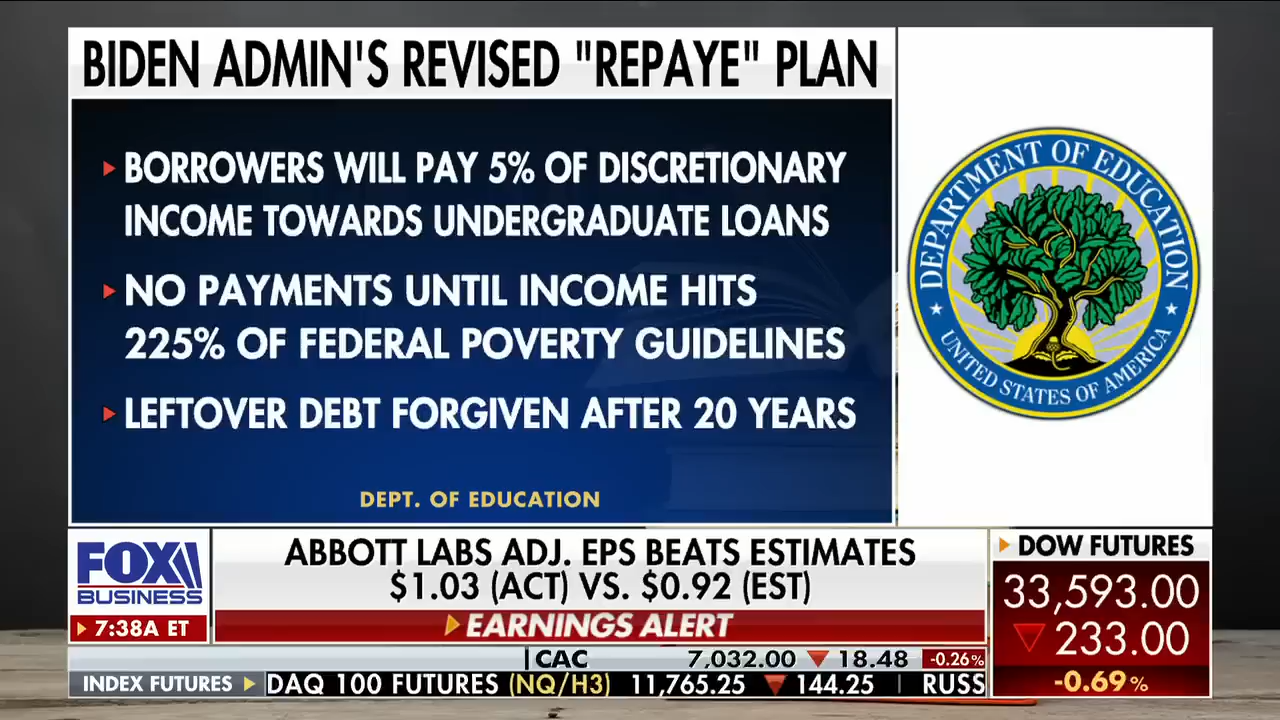 BIDEN ADMIN'S REVISED "REPAYE" PLAN
BORROWERS WILL PAY 5% OF DISCRETIONARY
INCOME TOWARDS UNDERGRADUATE LOANS
NO PAYMENTS UNTIL INCOME HITS
225% OF FEDERAL POVERTY GUIDELINES
LEFTOVER DEBT FORGIVEN AFTER 20 YEARS
DEPT. OF EDUCATION
DEPARTMENT OF EDUCATION
UNITED STATES OF AMERICA
FOX
BUSINESS
7:38A ET
ABBOTT LABS ADJ. EPS BEATS ESTIMATES
$1.03 (ACT) VS. $0.92 (EST)
EARNINGS ALERT
DOW FUTURES
33,593.00
233.00
-0.69%
CAC 7,032.00 18.48 -0.26%
INDEX FUTURES DAQ 100 FUTURES (NQ/H3) 11,765.25 144.25 RUSS